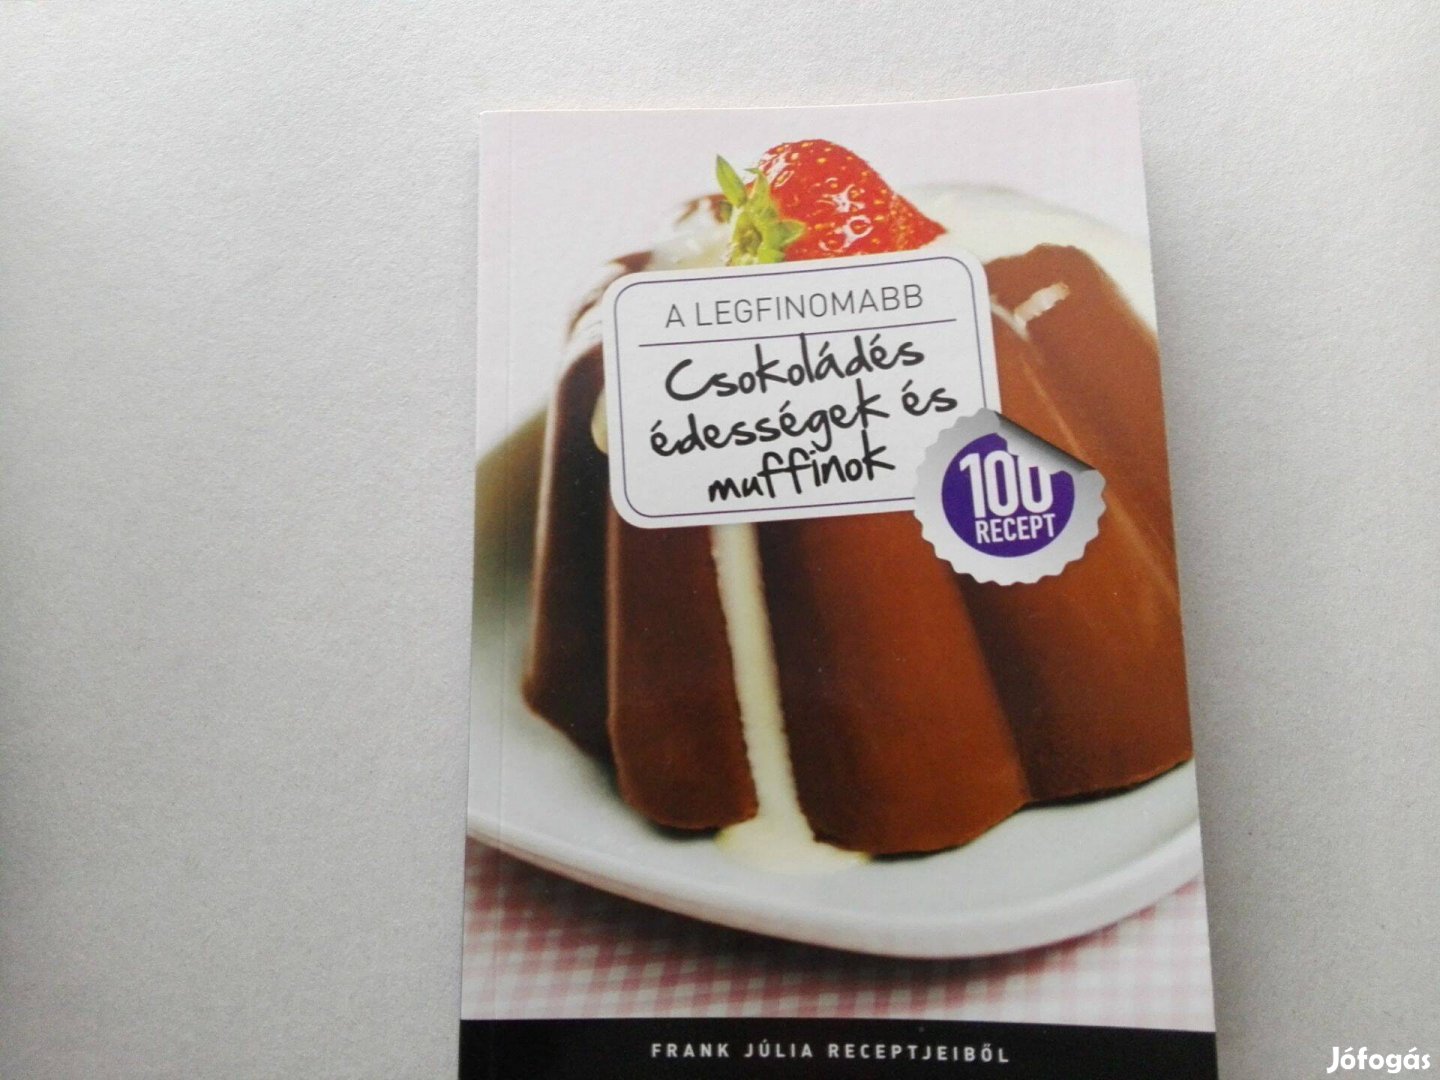 A LEGFINOMABB
Csokoládés
édességek és
muffinok
100
RECEPT
FRANK JÚLIA RECEPTJEIBŐL
Jófogás